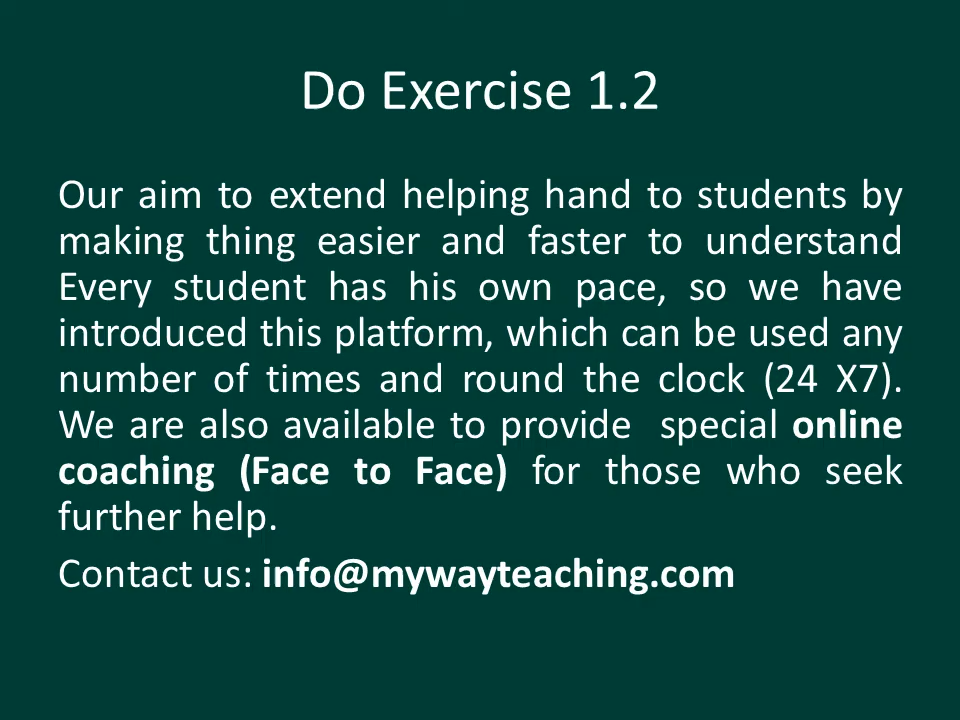 Do Exercise 1.2
Our aim to extend helping hand to students by
making thing easier and faster to understand
Every student has his own pace, so we have
introduced this platform, which can be used any
number of times and round the clock (24 X7).
We are also available to provide special online
coaching (Face to Face) for those who seek
further help.
Contact us: info@mywayteaching.com